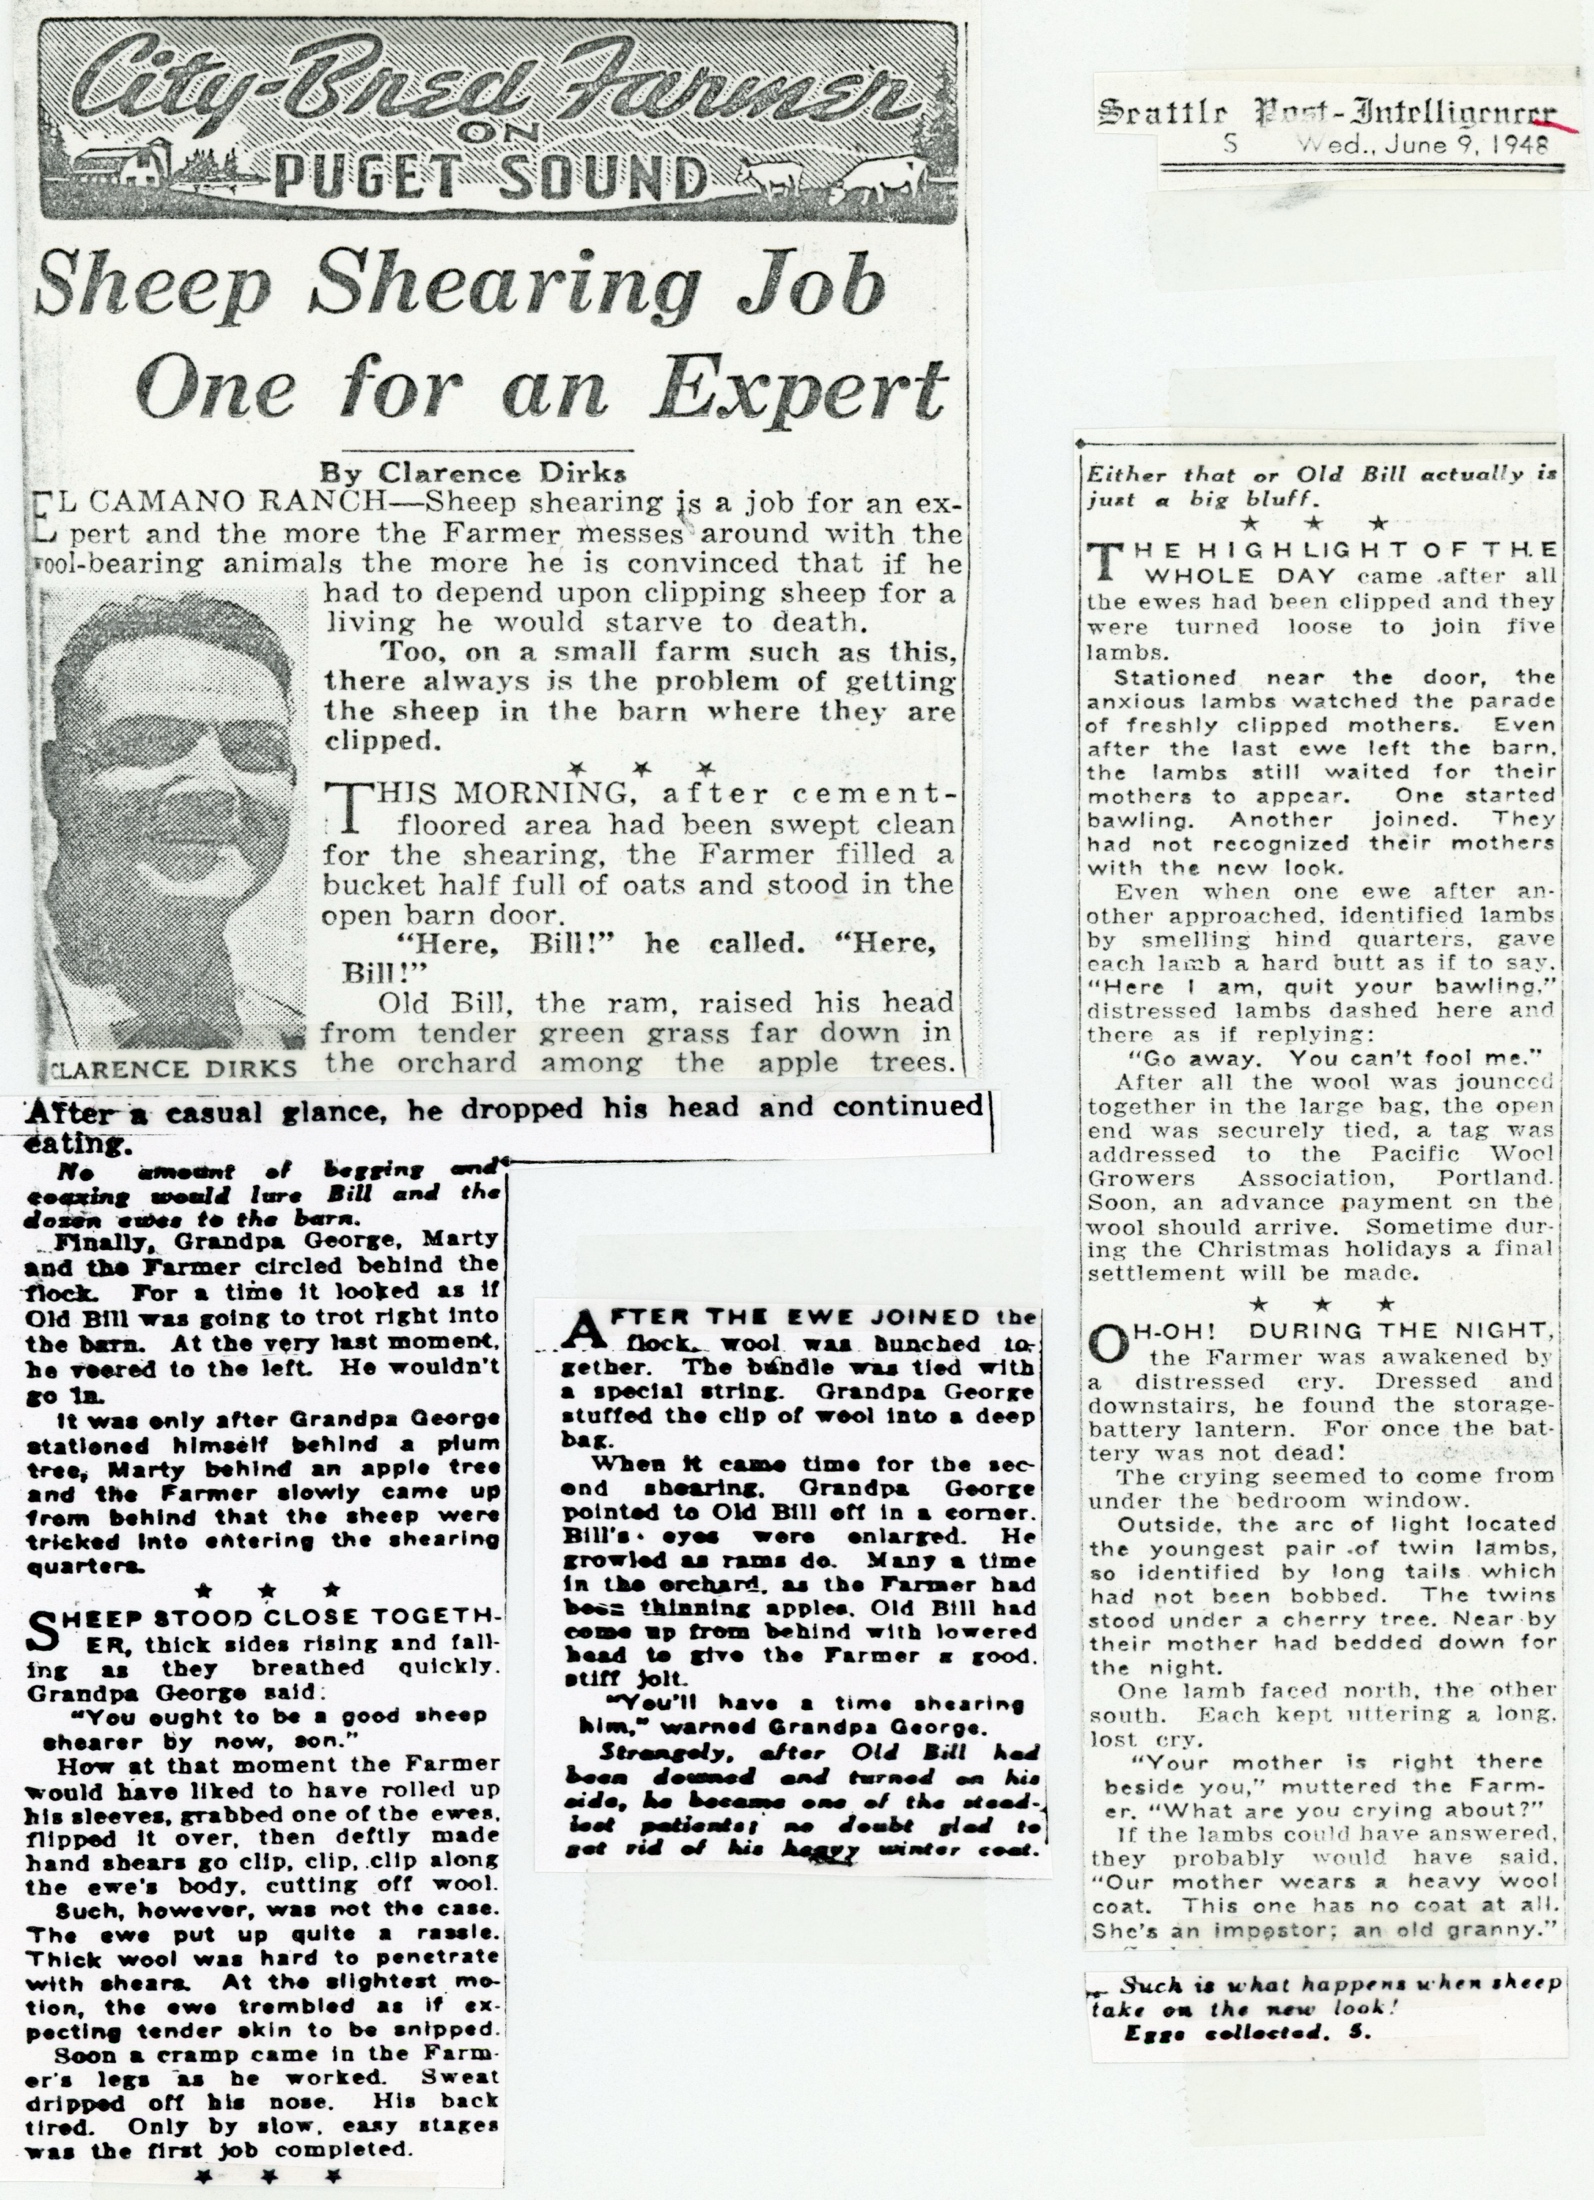 City-Bred Farmer
ON
PUGET SOUND
Sheep Shearing Job
One for an Expert
By Clarence Dirks
EL CAMANO RANCH—Sheep shearing is a job for an ex-
pert and the more the Farmer messes around with the
wool-bearing animals the more he is convinced that if he
had to depend upon clipping sheep for a
living he would starve to death.
Too, on a small farm such as this,
there always is the problem of getting
the sheep in the barn where they are
clipped.
★ ★ ★
THIS MORNING, after cement-
floored area had been swept clean
for the shearing, the Farmer filled a
bucket half full of oats and stood in the
open barn door.
"Here, Bill!" he called. "Here,
Bill!"
Old Bill, the ram, raised his head
from tender green grass far down in
the orchard among the apple trees.
CLARENCE DIRKS
After a casual glance, he dropped his head and continued
eating.
No amount of begging and
coaxing would lure Bill and the
dozen ewes to the barn.
Finally, Grandpa George, Marty
and the Farmer circled behind the
flock. For a time it looked as if
Old Bill was going to trot right into
the barn. At the very last moment,
he veered to the left. He wouldn't
go in.
It was only after Grandpa George
stationed himself behind a plum
tree, Marty behind an apple tree
and the Farmer slowly came up
from behind that the sheep were
tricked into entering the shearing
quarters.
★ ★ ★
SHEEP STOOD CLOSE TOGETH-
ER, thick sides rising and fall-
ing as they breathed quickly.
Grandpa George said:
"You ought to be a good sheep
shearer by now, son."
How at that moment the Farmer
would have liked to have rolled up
his sleeves, grabbed one of the ewes,
flipped it over, then deftly made
hand shears go clip, clip, clip along
the ewe's body, cutting off wool.
Such, however, was not the case.
The ewe put up quite a rassle.
Thick wool was hard to penetrate
with shears. At the slightest mo-
tion, the ewe trembled as if ex-
pecting tender skin to be snipped.
Soon a cramp came in the Farm-
er's legs as he worked. Sweat
dripped off his nose. His back
tired. Only by slow, easy stages
was the first job completed.
★ ★ ★
AFTER THE EWE JOINED the
flock, wool was bunched to-
gether. The bundle was tied with
a special string. Grandpa George
stuffed the clip of wool into a deep
bag.
When it came time for the sec-
ond shearing, Grandpa George
pointed to Old Bill off in a corner.
Bill's eyes were enlarged. He
growled as rams do. Many a time
in the orchard, as the Farmer had
been thinning apples, Old Bill had
come up from behind with lowered
head to give the Farmer a good,
stiff jolt.
"You'll have a time shearing
him," warned Grandpa George.
Strangely, after Old Bill had
been downed and turned on his
side, he became one of the stead-
iest patients; no doubt glad to
get rid of his heavy winter coat.
Seattle Post-Intelligencer
S Wed., June 9, 1948
Either that or Old Bill actually is
just a big bluff.
★ ★ ★
THE HIGHLIGHT OF THE
WHOLE DAY came after all
the ewes had been clipped and they
were turned loose to join five
lambs.
Stationed near the door, the
anxious lambs watched the parade
of freshly clipped mothers. Even
after the last ewe left the barn,
the lambs still waited for their
mothers to appear. One started
bawling. Another joined. They
had not recognized their mothers
with the new look.
Even when one ewe after an-
other approached, identified lambs
by smelling hind quarters, gave
each lamb a hard butt as if to say,
"Here I am, quit your bawling,"
distressed lambs dashed here and
there as if replying:
"Go away. You can't fool me."
After all the wool was jounced
together in the large bag, the open
end was securely tied, a tag was
addressed to the Pacific Wool
Growers Association, Portland.
Soon, an advance payment on the
wool should arrive. Sometime dur-
ing the Christmas holidays a final
settlement will be made.
★ ★ ★
OH-OH! DURING THE NIGHT,
the Farmer was awakened by
a distressed cry. Dressed and
downstairs, he found the storage-
battery lantern. For once the bat-
tery was not dead!
The crying seemed to come from
under the bedroom window.
Outside, the arc of light located
the youngest pair of twin lambs,
so identified by long tails which
had not been bobbed. The twins
stood under a cherry tree. Near by
their mother had bedded down for
the night.
One lamb faced north, the other
south. Each kept uttering a long,
lost cry.
"Your mother is right there
beside you," muttered the Farm-
er. "What are you crying about?"
If the lambs could have answered,
they probably would have said,
"Our mother wears a heavy wool
coat. This one has no coat at all.
She's an impostor; an old granny."
Such is what happens when sheep
take on the new look!
Eggs collected, 5.